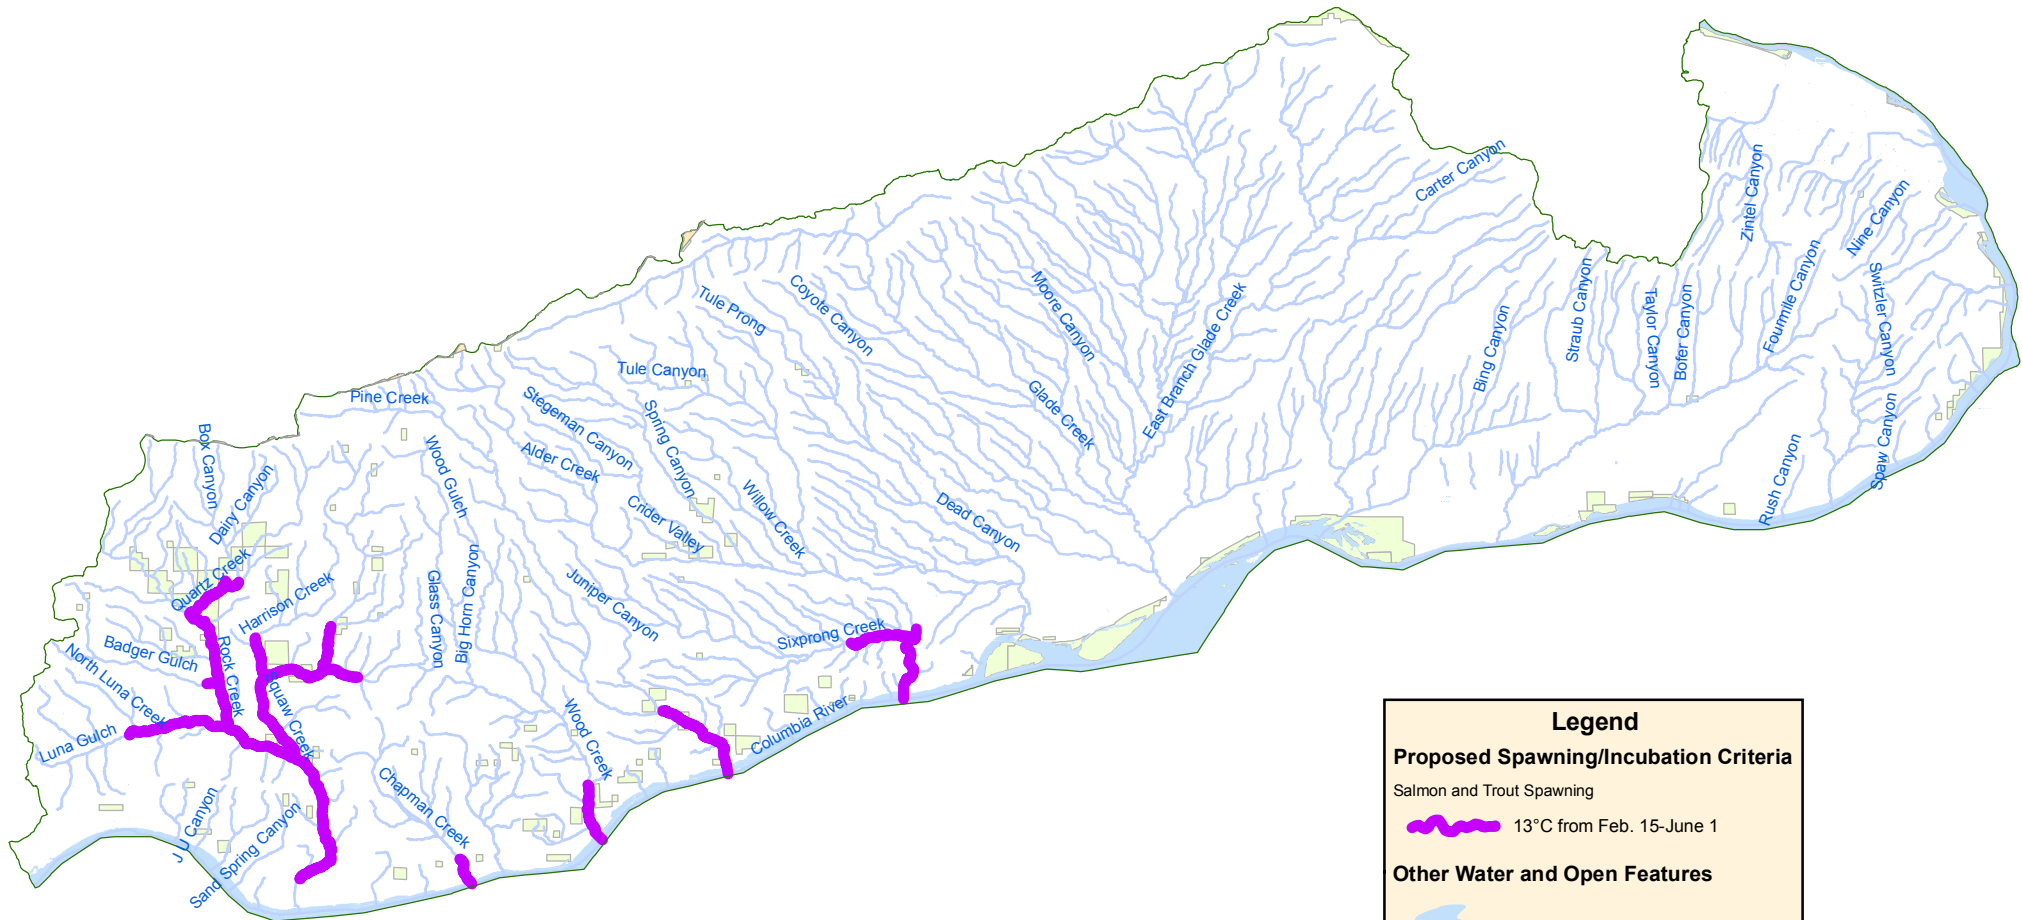 Carter Canyon
Zintel Canyon
Nine Canyon
Fourmile Canyon
Switzler Canyon
Straub Canyon
Taylor Canyon
Bofer Canyon
Bing Canyon
Moore Canyon
East Branch Glade Creek
Coyote Canyon
Tule Prong
Tule Canyon
Glade Creek
Pine Creek
Stegeman Canyon
Spring Canyon
Alder Creek
Wood Gulch
Box Canyon
Dairy Canyon
Crider Valley
Willow Creek
Dead Canyon
Rush Canyon
Spaw Canyon
Quartz Creek
Harrison Creek
Glass Canyon
Big Horn Canyon
Juniper Canyon
Sixprong Creek
Badger Gulch
North Luna Creek
Rock Creek
Squaw Creek
Luna Gulch
Wood Creek
Columbia River
Chapman Creek
J U Canyon
Sand Spring Canyon
Legend
Proposed Spawning/Incubation Criteria
Salmon and Trout Spawning
13°C from Feb. 15-June 1
Other Water and Open Features